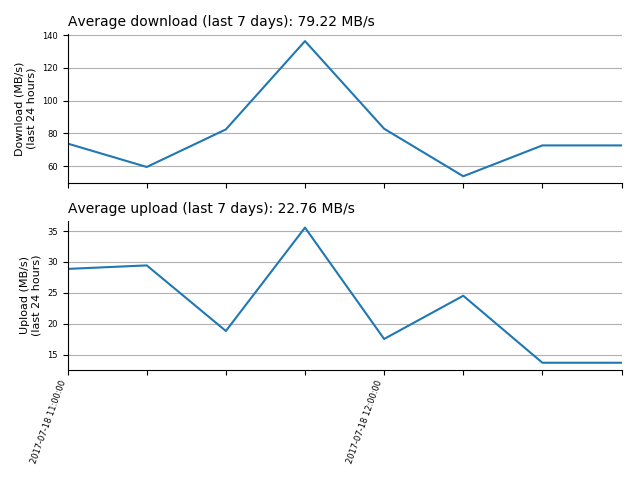 Average download (last 7 days): 79.22 MB/s
Download (MB/s)
(last 24 hours)
140
120
100
80
60
Average upload (last 7 days): 22.76 MB/s
Upload (MB/s)
(last 24 hours)
35
30
25
20
15
2017-07-18 11:00:00
2017-07-18 12:00:00